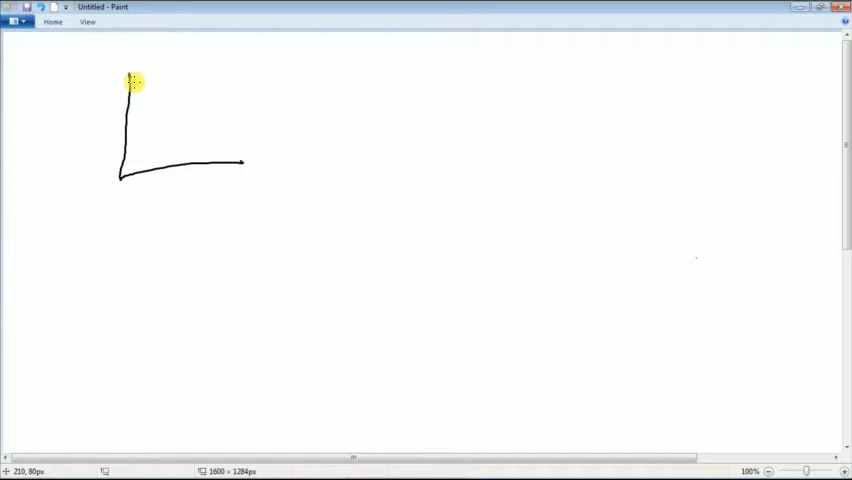 Untitled - Paint
Home View
210, 80px 1600 × 1284px 100%